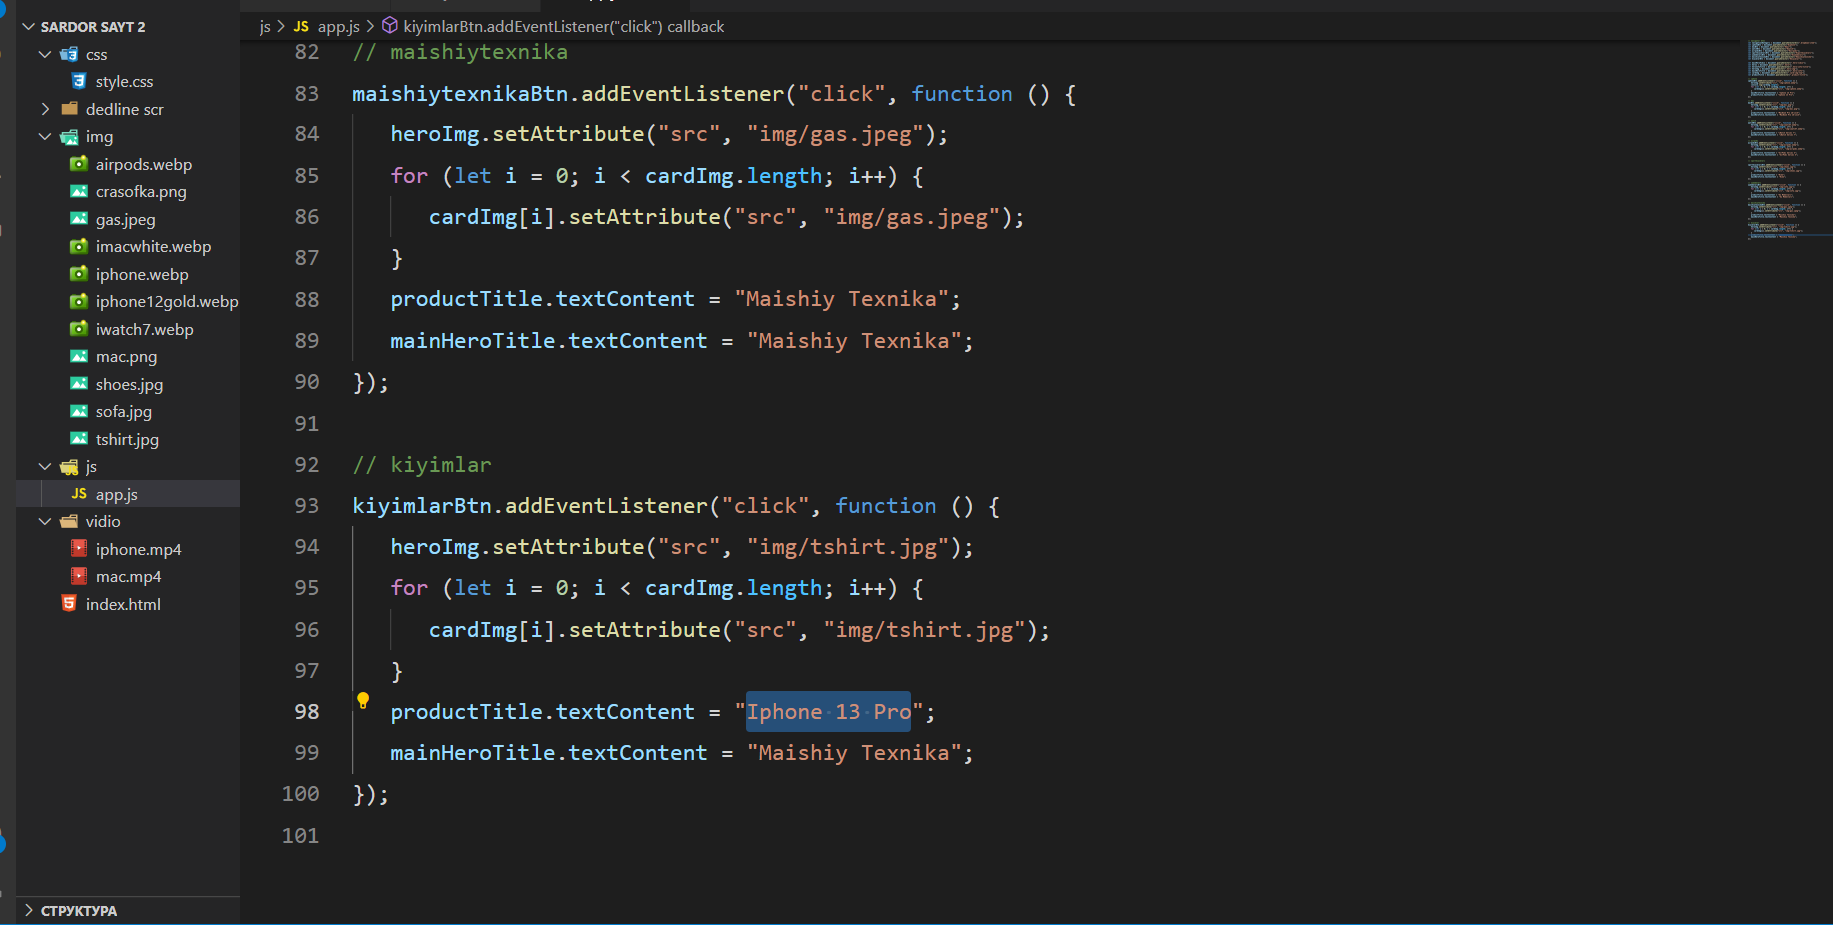 SARDOR SAYT 2
css
style.css
dedline scr
img
airpods.webp
crasofka.png
gas.jpeg
imacwhite.webp
iphone.webp
iphone12gold.webp
iwatch7.webp
mac.png
shoes.jpg
sofa.jpg
tshirt.jpg
js
JS app.js
vidio
iphone.mp4
mac.mp4
index.html
СТРУКТУРА
js > JS app.js > kiyimlarBtn.addEventListener("click") callback
82 // maishiytexnika
83 maishiytexnikaBtn.addEventListener("click", function () {
84 heroImg.setAttribute("src", "img/gas.jpeg");
85 for (let i = 0; i < cardImg.length; i++) {
86 cardImg[i].setAttribute("src", "img/gas.jpeg");
87 }
88 productTitle.textContent = "Maishiy Texnika";
89 mainHeroTitle.textContent = "Maishiy Texnika";
90 });
91
92 // kiyimlar
93 kiyimlarBtn.addEventListener("click", function () {
94 heroImg.setAttribute("src", "img/tshirt.jpg");
95 for (let i = 0; i < cardImg.length; i++) {
96 cardImg[i].setAttribute("src", "img/tshirt.jpg");
97 }
98 productTitle.textContent = "Iphone 13 Pro";
99 mainHeroTitle.textContent = "Maishiy Texnika";
100 });
101